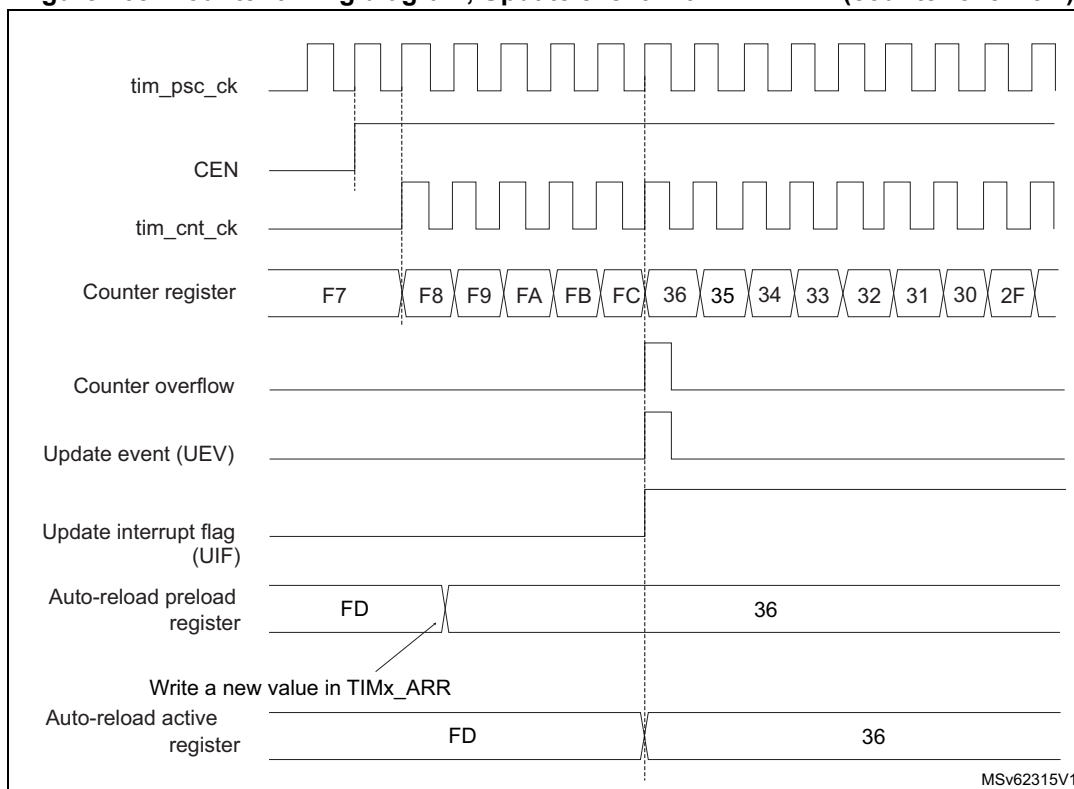 tim_psc_ck
CEN
tim_cnt_ck
Counter register F7 F8 F9 FA FB FC 36 35 34 33 32 31 30 2F
Counter overflow
Update event (UEV)
Update interrupt flag
(UIF)
Auto-reload preload
register
FD 36
Write a new value in TIMx_ARR
Auto-reload active
register
FD 36
MSv62315V1